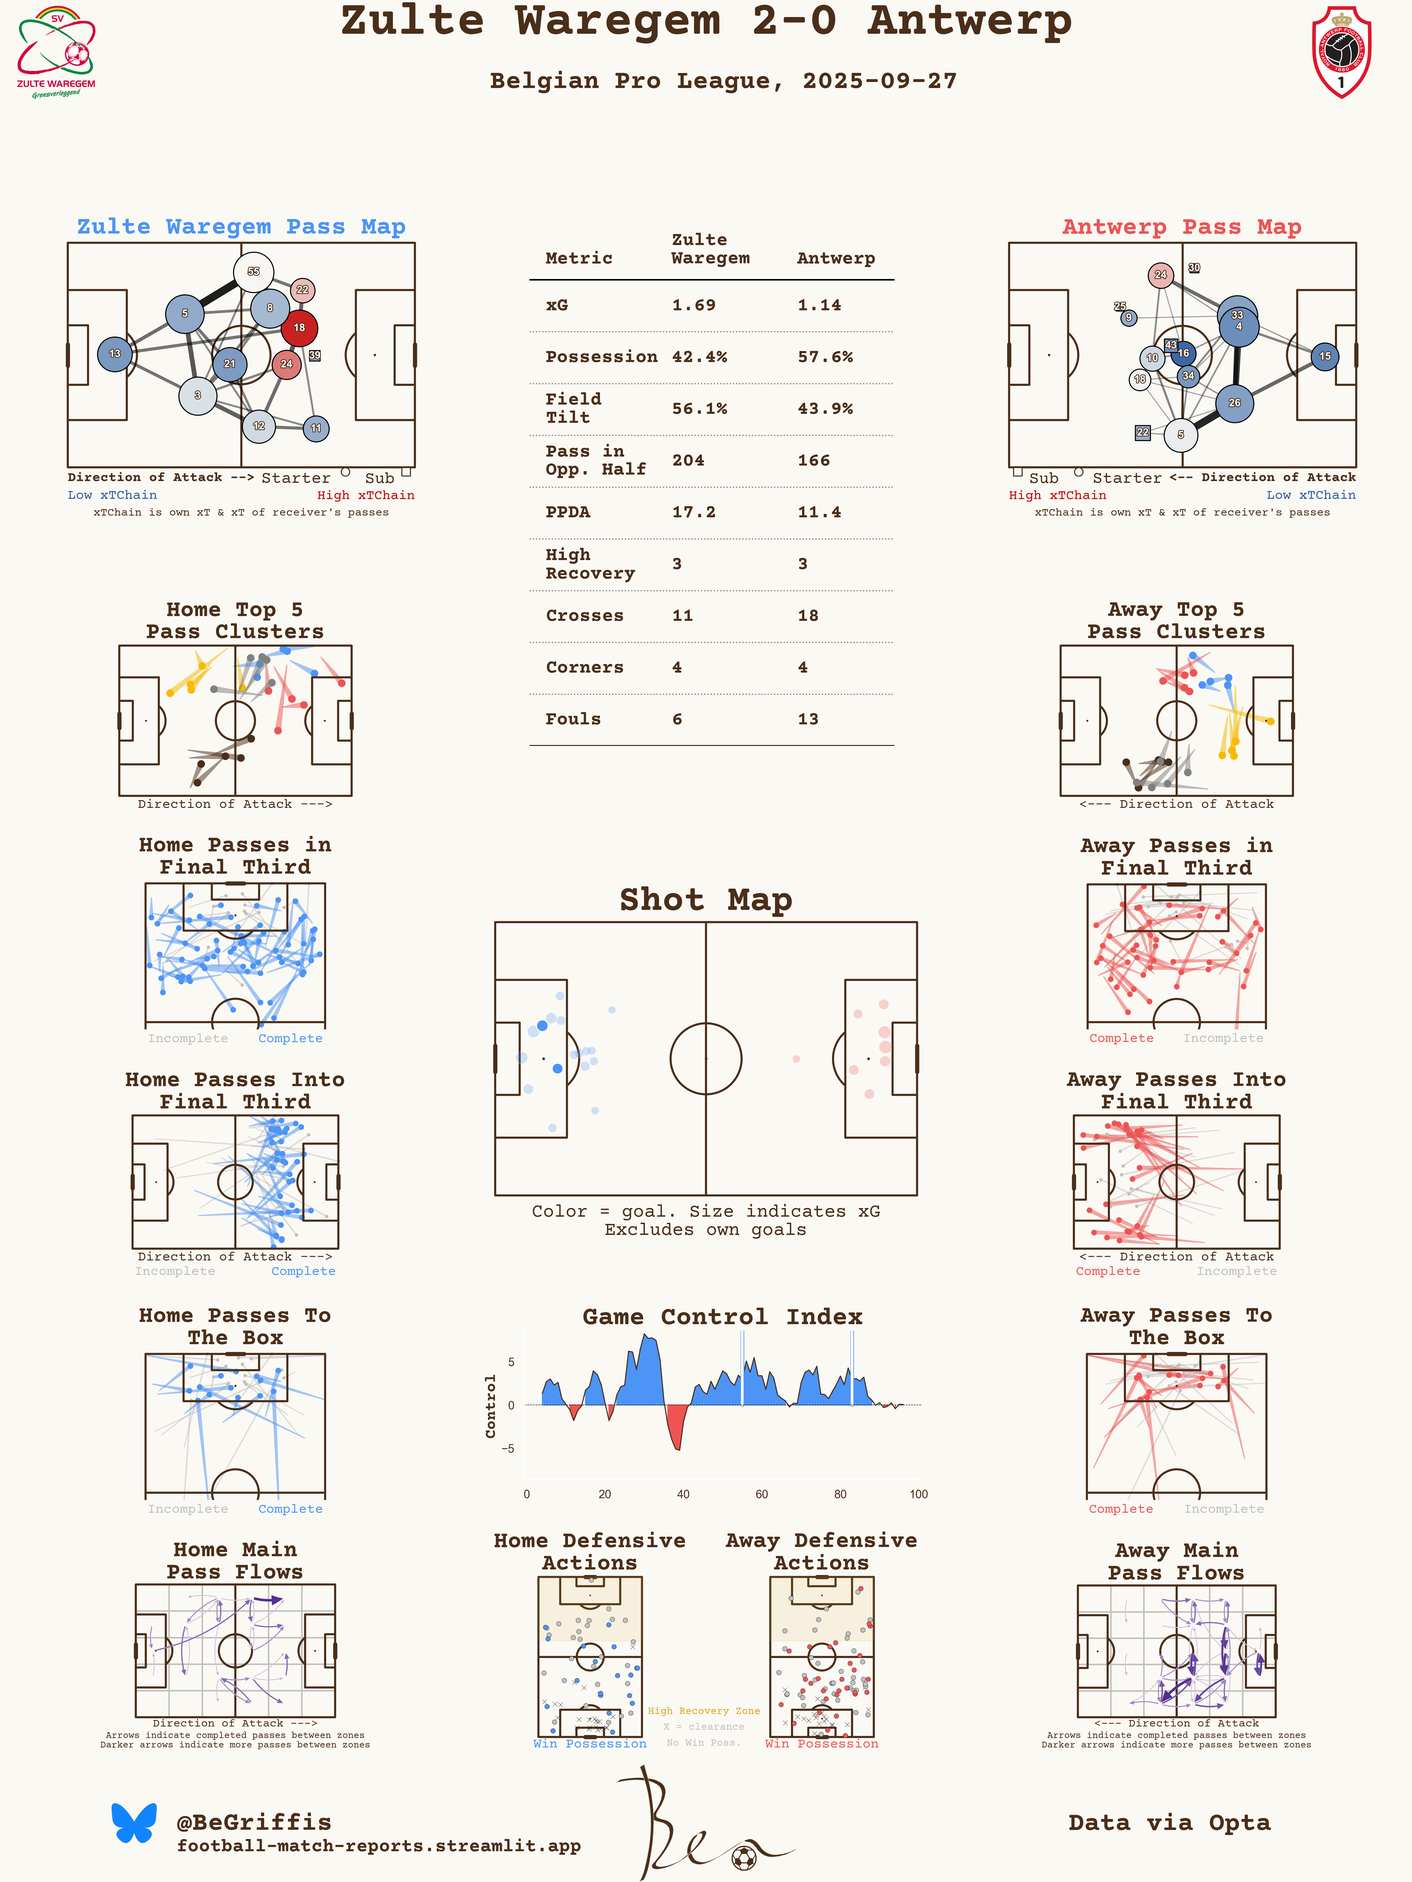 Zulte Waregem 2-0 Antwerp
Belgian Pro League, 2025-09-27
SV
ZULTE WAREGEM
Grensverleggend
1
Zulte Waregem Pass Map
55
22
5
8
18
13
21
24
39
3
12
11
Direction of Attack --> Starter Sub
Low xTChain High xTChain
xTChain is own xT & xT of receiver's passes
Metric Zulte Waregem Antwerp
xG 1.69 1.14
Possession 42.4% 57.6%
Field Tilt 56.1% 43.9%
Pass in Opp. Half 204 166
PPDA 17.2 11.4
High Recovery 3 3
Crosses 11 18
Corners 4 4
Fouls 6 13
Antwerp Pass Map
24
30
25
9
33
4
43
10
16
15
18
34
26
22
5
Sub Starter <-- Direction of Attack
High xTChain Low xTChain
xTChain is own xT & xT of receiver's passes
Home Top 5
Pass Clusters
Direction of Attack --->
Away Top 5
Pass Clusters
<--- Direction of Attack
Home Passes in
Final Third
Incomplete Complete
Shot Map
Color = goal. Size indicates xG
Excludes own goals
Away Passes in
Final Third
Complete Incomplete
Home Passes Into
Final Third
Direction of Attack --->
Incomplete Complete
Away Passes Into
Final Third
<--- Direction of Attack
Complete Incomplete
Home Passes To
The Box
Incomplete Complete
Game Control Index
Control
5
0
−5
0 20 40 60 80 100
Away Passes To
The Box
Complete Incomplete
Home Main
Pass Flows
Direction of Attack --->
Arrows indicate completed passes between zones
Darker arrows indicate more passes between zones
Home Defensive
Actions
Win Possession
Away Defensive
Actions
Win Possession
High Recovery Zone
X = clearance
No Win Poss.
Away Main
Pass Flows
<--- Direction of Attack
Arrows indicate completed passes between zones
Darker arrows indicate more passes between zones
@BeGriffis
football-match-reports.streamlit.app
Ben
Data via Opta